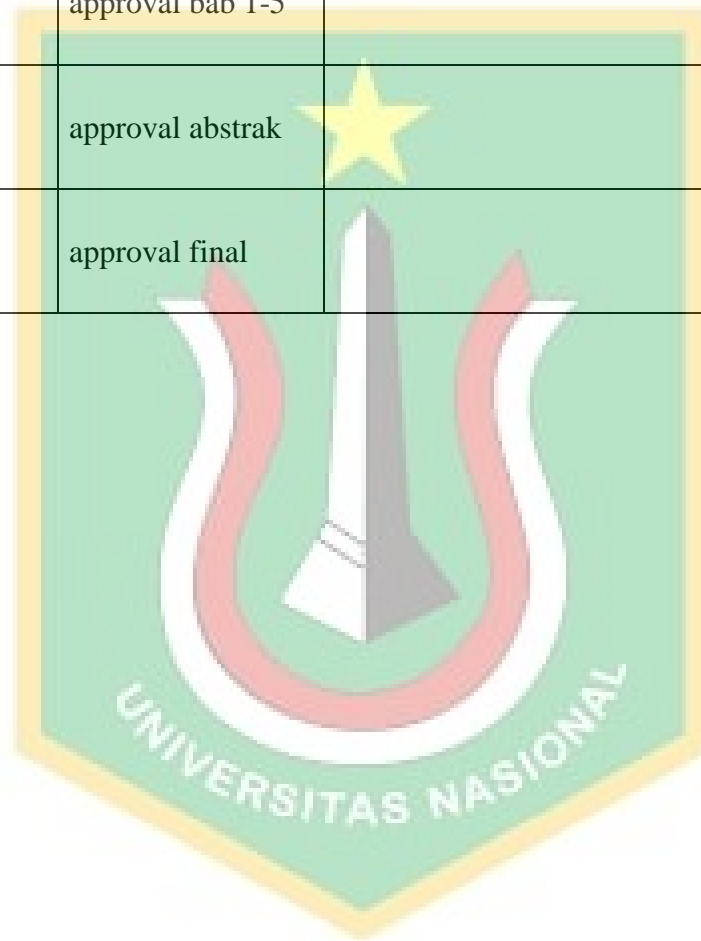 approval bab 1-5
approval abstrak
approval final
UNIVERSITAS NASIONAL